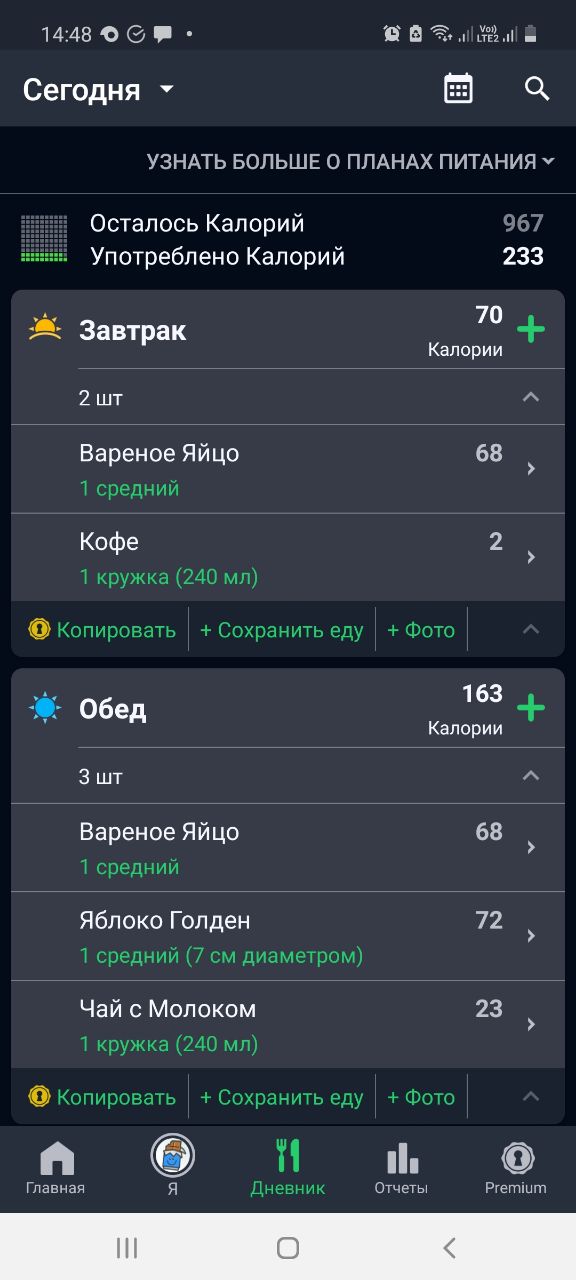 14:48
Vo)) LTE2
Сегодня
УЗНАТЬ БОЛЬШЕ О ПЛАНАХ ПИТАНИЯ
Осталось Калорий 967
Употреблено Калорий 233
Завтрак 70
Калории
2 шт
Вареное Яйцо 68
1 средний
Кофе 2
1 кружка (240 мл)
Копировать + Сохранить еду + Фото
Обед 163
Калории
3 шт
Вареное Яйцо 68
1 средний
Яблоко Голден 72
1 средний (7 см диаметром)
Чай с Молоком 23
1 кружка (240 мл)
Копировать + Сохранить еду + Фото
Главная Я Дневник Отчеты Premium